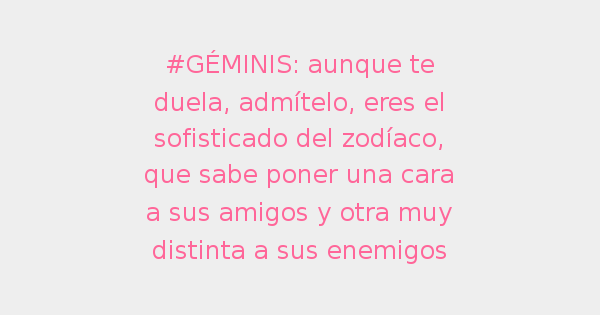 #GÉMINIS: aunque te
duela, admítelo, eres el
sofisticado del zodíaco,
que sabe poner una cara
a sus amigos y otra muy
distinta a sus enemigos